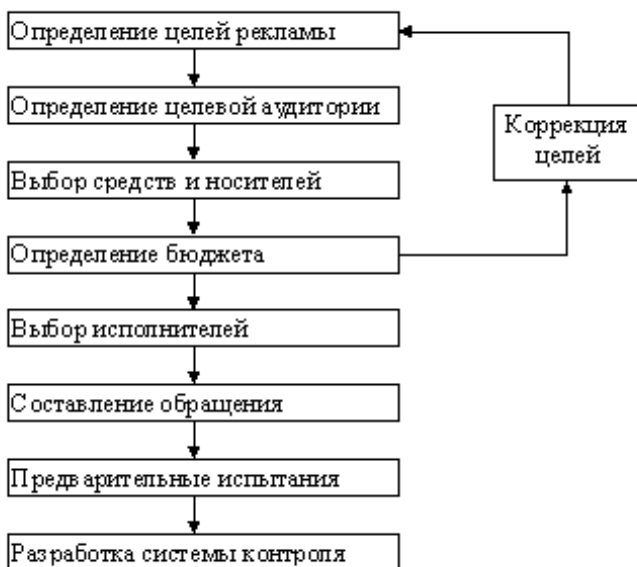 Определение целей рекламы
Определение целевой аудитории
Коррекция
целей
Выбор средств и носителей
Определение бюджета
Выбор исполнителей
Составление обращения
Предварительные испытания
Разработка системы контроля